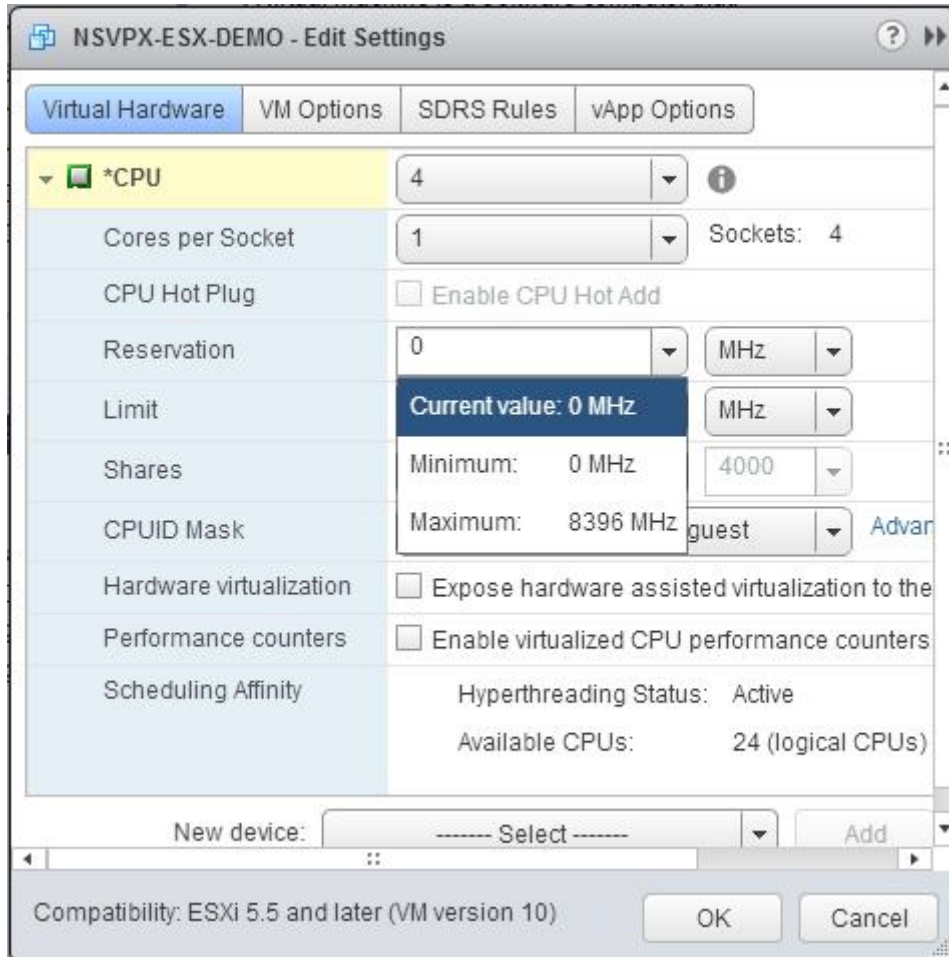 NSVPX-ESX-DEMO - Edit Settings
Virtual Hardware VM Options SDRS Rules vApp Options
*CPU 4
Cores per Socket 1 Sockets: 4
CPU Hot Plug Enable CPU Hot Add
Reservation 0 MHz
Limit Current value: 0 MHz MHz
Shares Minimum: 0 MHz 4000
CPUID Mask Maximum: 8396 MHz guest Advan
Hardware virtualization Expose hardware assisted virtualization to the
Performance counters Enable virtualized CPU performance counters
Scheduling Affinity Hyperthreading Status: Active
Available CPUs: 24 (logical CPUs)
New device: ------- Select ------- Add
Compatibility: ESXi 5.5 and later (VM version 10) OK Cancel